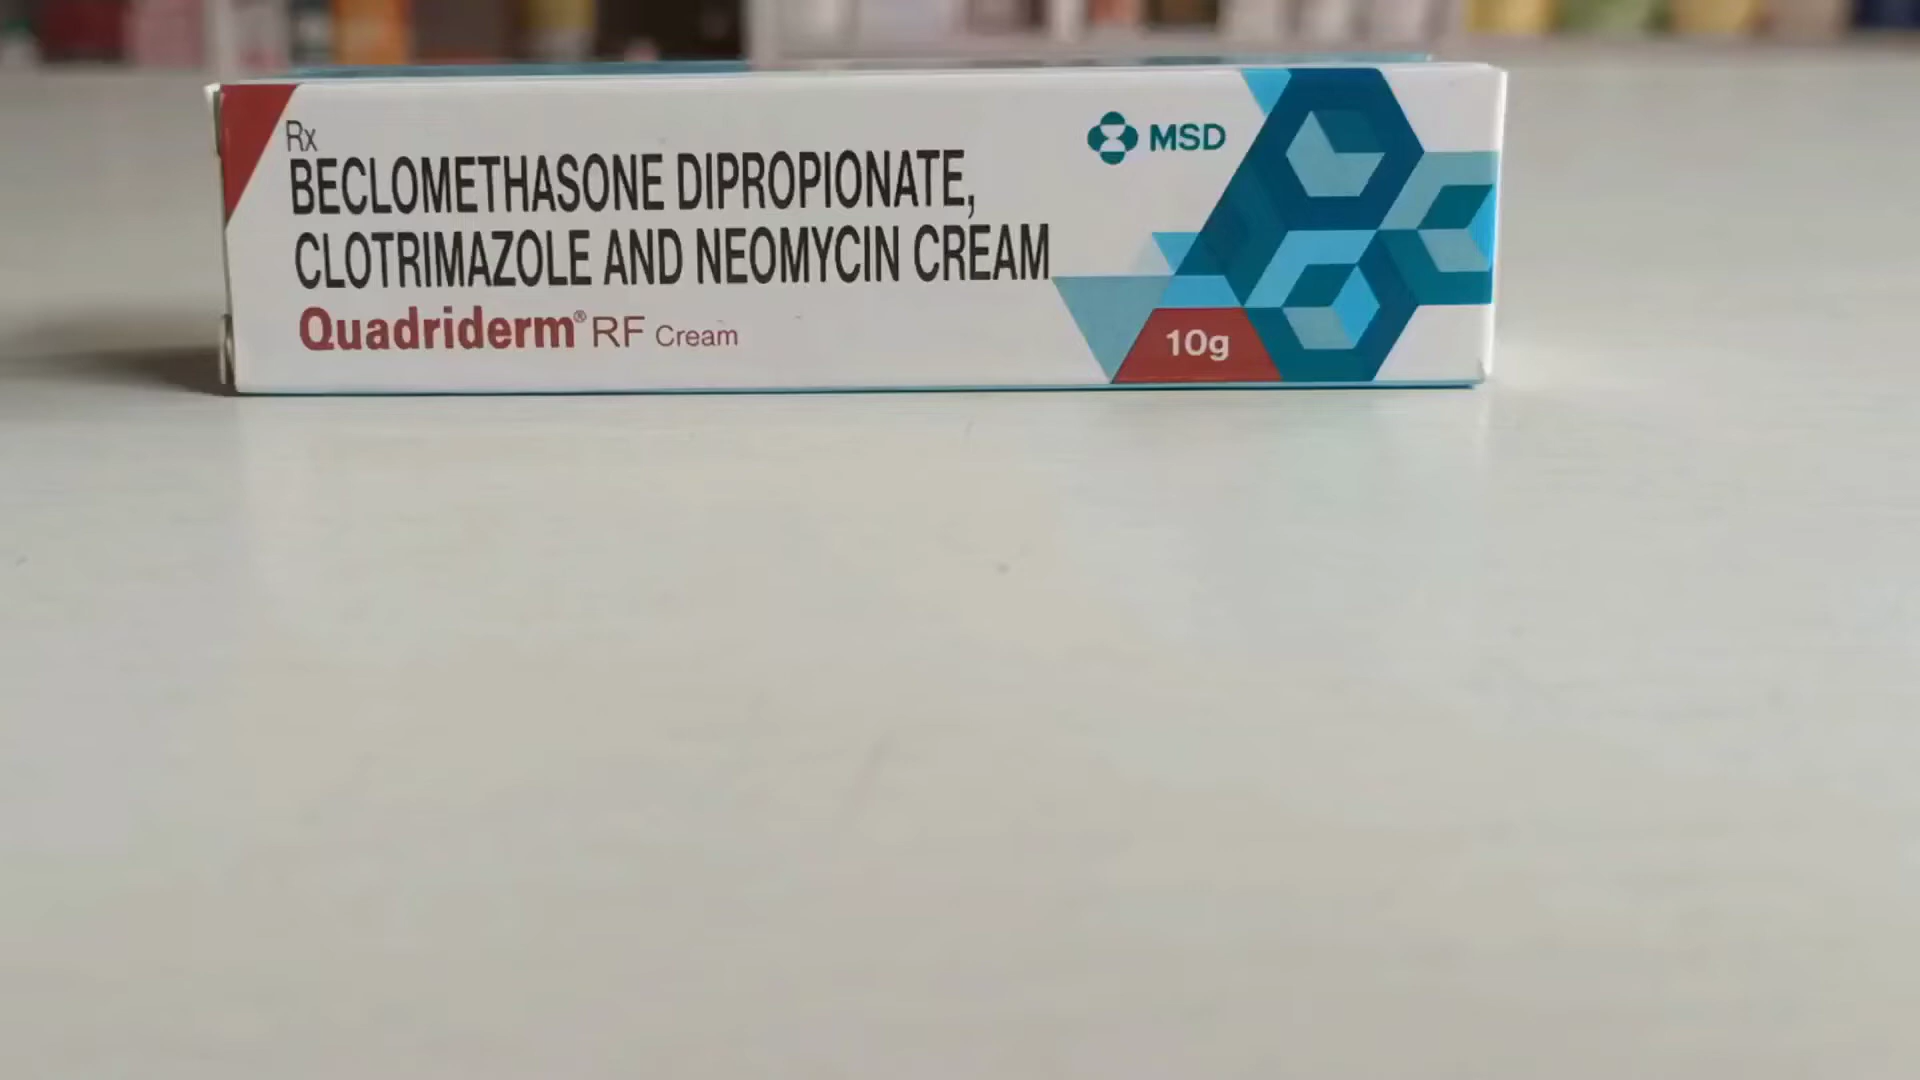 Rx
BECLOMETHASONE DIPROPIONATE,
CLOTRIMAZOLE AND NEOMYCIN CREAM
Quadriderm® RF Cream
MSD
10g